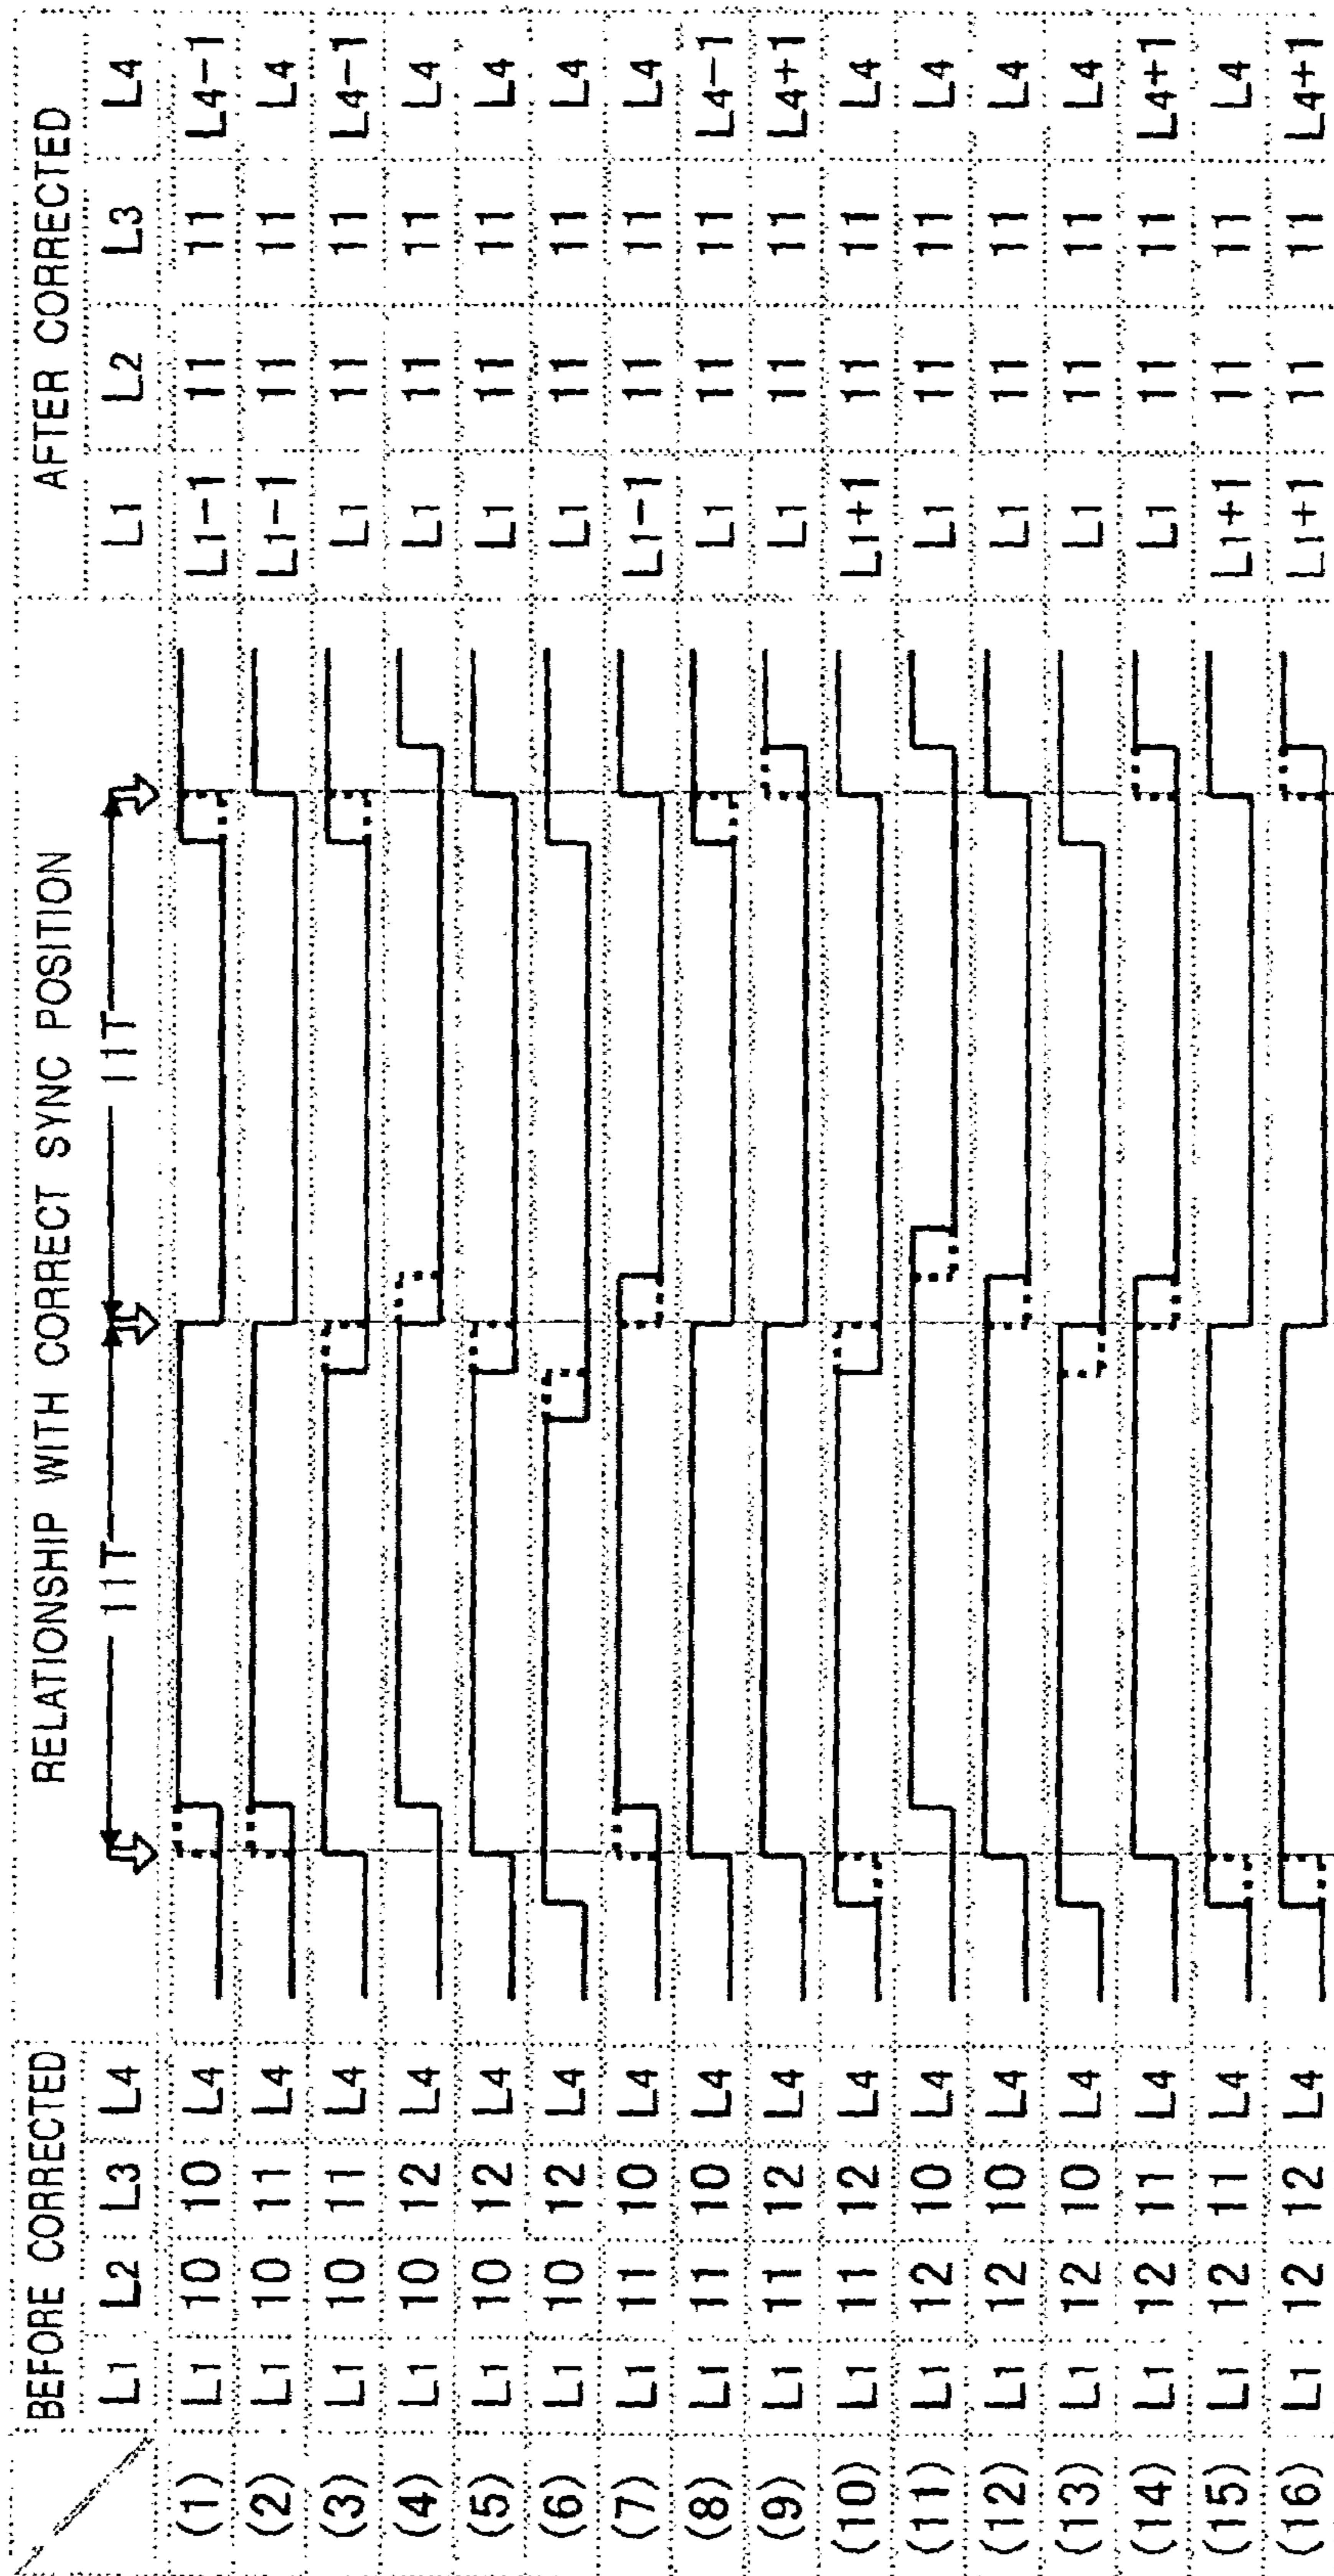 BEFORE CORRECTED RELATIONSHIP WITH CORRECT SYNC POSITION AFTER CORRECTED
L1 L2 L3 L4 11T 11T L1 L2 L3 L4
(1) L1 10 10 L4 L1-1 11 11 L4-1
(2) L1 10 11 L4 L1-1 11 11 L4
(3) L1 10 11 L4 L1 11 11 L4-1
(4) L1 10 12 L4 L1 11 11 L4
(5) L1 10 12 L4 L1 11 11 L4
(6) L1 10 12 L4 L1 11 11 L4
(7) L1 11 10 L4 L1-1 11 11 L4
(8) L1 11 10 L4 L1 11 11 L4-1
(9) L1 11 12 L4 L1 11 11 L4+1
(10) L1 11 12 L4 L1+1 11 11 L4
(11) L1 12 10 L4 L1 11 11 L4
(12) L1 12 10 L4 L1 11 11 L4
(13) L1 12 10 L4 L1 11 11 L4
(14) L1 12 11 L4 L1 11 11 L4+1
(15) L1 12 11 L4 L1+1 11 11 L4
(16) L1 12 12 L4 L1+1 11 11 L4+1